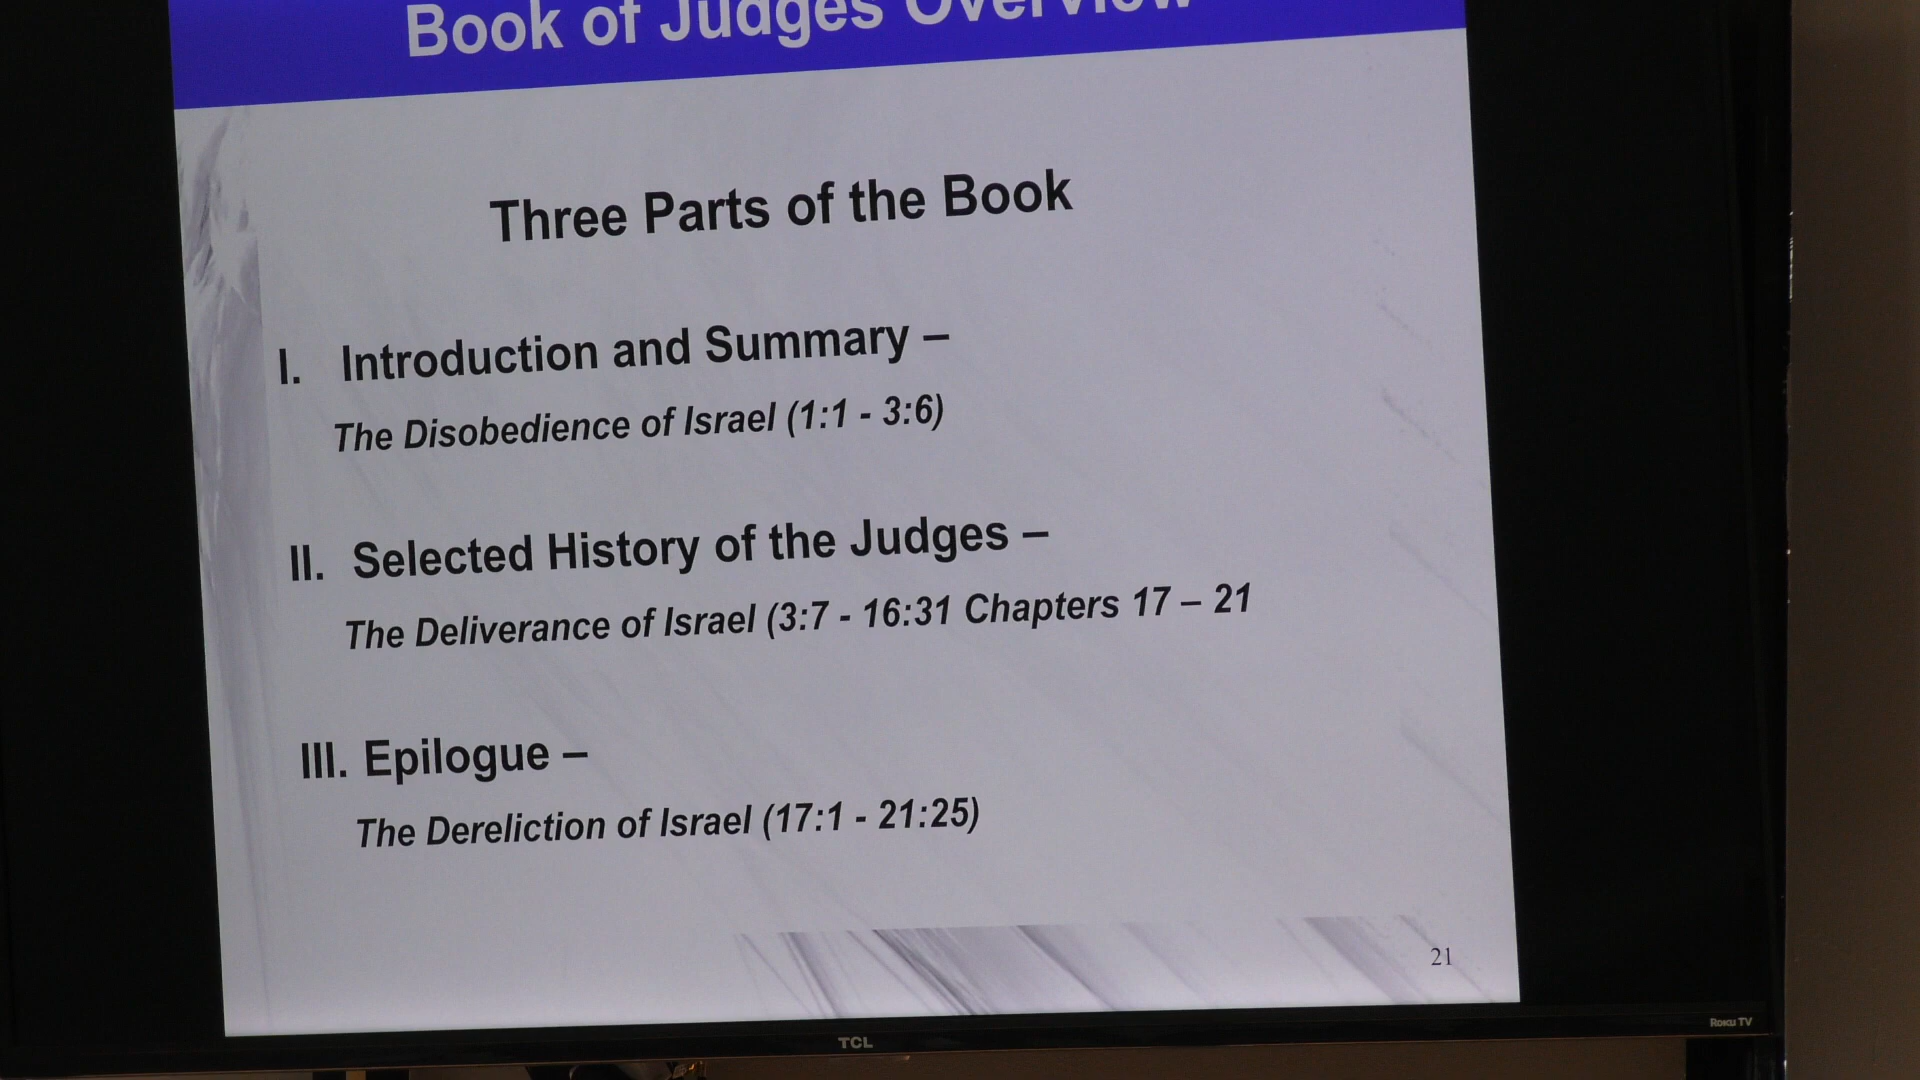 Book of Judges Overview
Three Parts of the Book
I. Introduction and Summary –
The Disobedience of Israel (1:1 - 3:6)
II. Selected History of the Judges –
The Deliverance of Israel (3:7 - 16:31 Chapters 17 – 21
III. Epilogue –
The Dereliction of Israel (17:1 - 21:25)
21
TCL
Roku TV